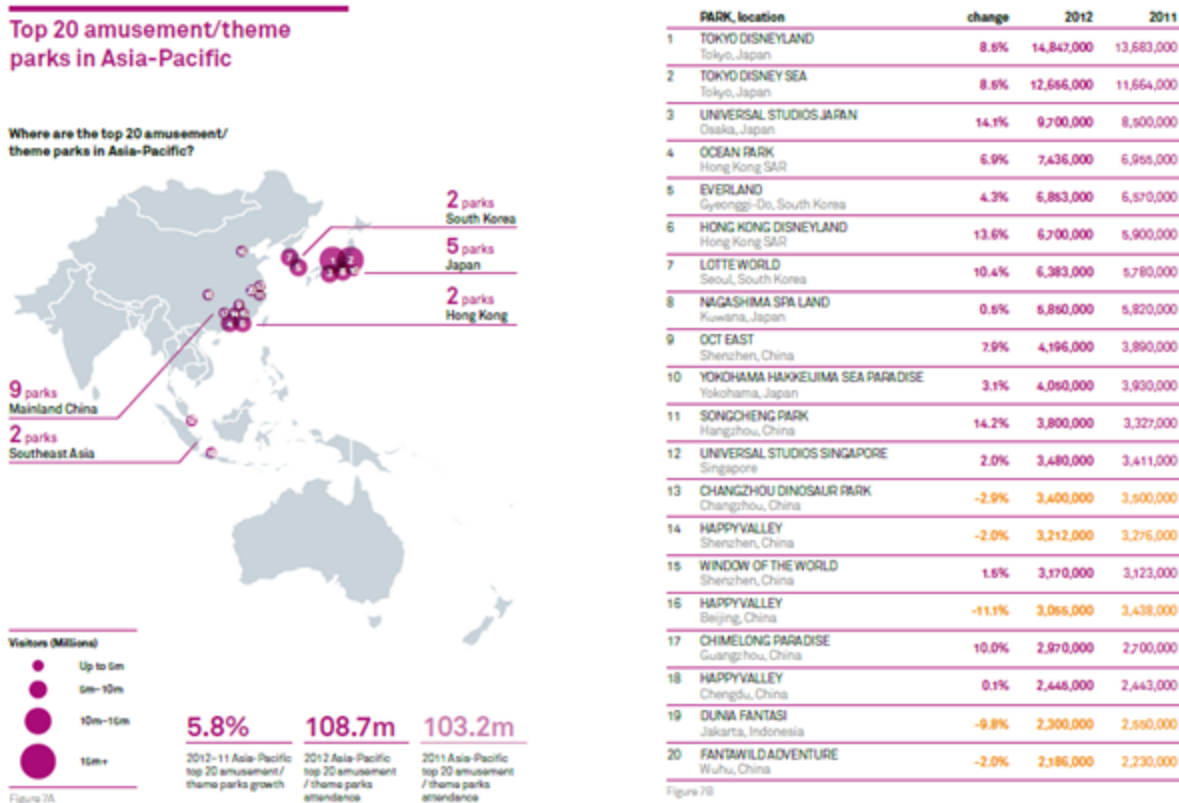 Top 20 amusement/theme
parks in Asia-Pacific
Where are the top 20 amusement/
theme parks in Asia-Pacific?
2 parks
South Korea
5 parks
Japan
2 parks
Hong Kong
9 parks
Mainland China
2 parks
Southeast Asia
Visitors (Millions)
Up to 5m
5m–10m
10m–15m
15m+
5.8%
2012–11 Asia-Pacific
top 20 amusement/
theme parks growth
108.7m
2012 Asia-Pacific
top 20 amusement
/theme parks
attendance
103.2m
2011 Asia-Pacific
top 20 amusement
/theme parks
attendance
Figure 7A
PARK, location change 2012 2011
1 TOKYO DISNEYLAND 8.5% 14,847,000 13,683,000
Tokyo, Japan
2 TOKYO DISNEY SEA 8.5% 12,656,000 11,664,000
Tokyo, Japan
3 UNIVERSAL STUDIOS JAPAN 14.1% 9,700,000 8,500,000
Osaka, Japan
4 OCEAN PARK 6.9% 7,436,000 6,955,000
Hong Kong SAR
5 EVERLAND 4.3% 6,853,000 6,570,000
Gyeonggi-Do, South Korea
6 HONG KONG DISNEYLAND 13.6% 6,700,000 5,900,000
Hong Kong SAR
7 LOTTE WORLD 10.4% 6,383,000 5,780,000
Seoul, South Korea
8 NAGASHIMA SPA LAND 0.5% 5,850,000 5,820,000
Kuwana, Japan
9 OCT EAST 7.9% 4,196,000 3,890,000
Shenzhen, China
10 YOKOHAMA HAKKEIJIMA SEA PARADISE 3.1% 4,050,000 3,930,000
Yokohama, Japan
11 SONGCHENG PARK 14.2% 3,800,000 3,327,000
Hangzhou, China
12 UNIVERSAL STUDIOS SINGAPORE 2.0% 3,480,000 3,411,000
Singapore
13 CHANGZHOU DINOSAUR PARK -2.9% 3,400,000 3,500,000
Changzhou, China
14 HAPPY VALLEY -2.0% 3,212,000 3,276,000
Shenzhen, China
15 WINDOW OF THE WORLD 1.5% 3,170,000 3,123,000
Shenzhen, China
16 HAPPY VALLEY -11.1% 3,055,000 3,438,000
Beijing, China
17 CHIMELONG PARADISE 10.0% 2,970,000 2,700,000
Guangzhou, China
18 HAPPY VALLEY 0.1% 2,445,000 2,443,000
Chengdu, China
19 DUNIA FANTASI -9.8% 2,300,000 2,550,000
Jakarta, Indonesia
20 FANTAWILD ADVENTURE -2.0% 2,186,000 2,230,000
Wuhu, China
Figure 7B